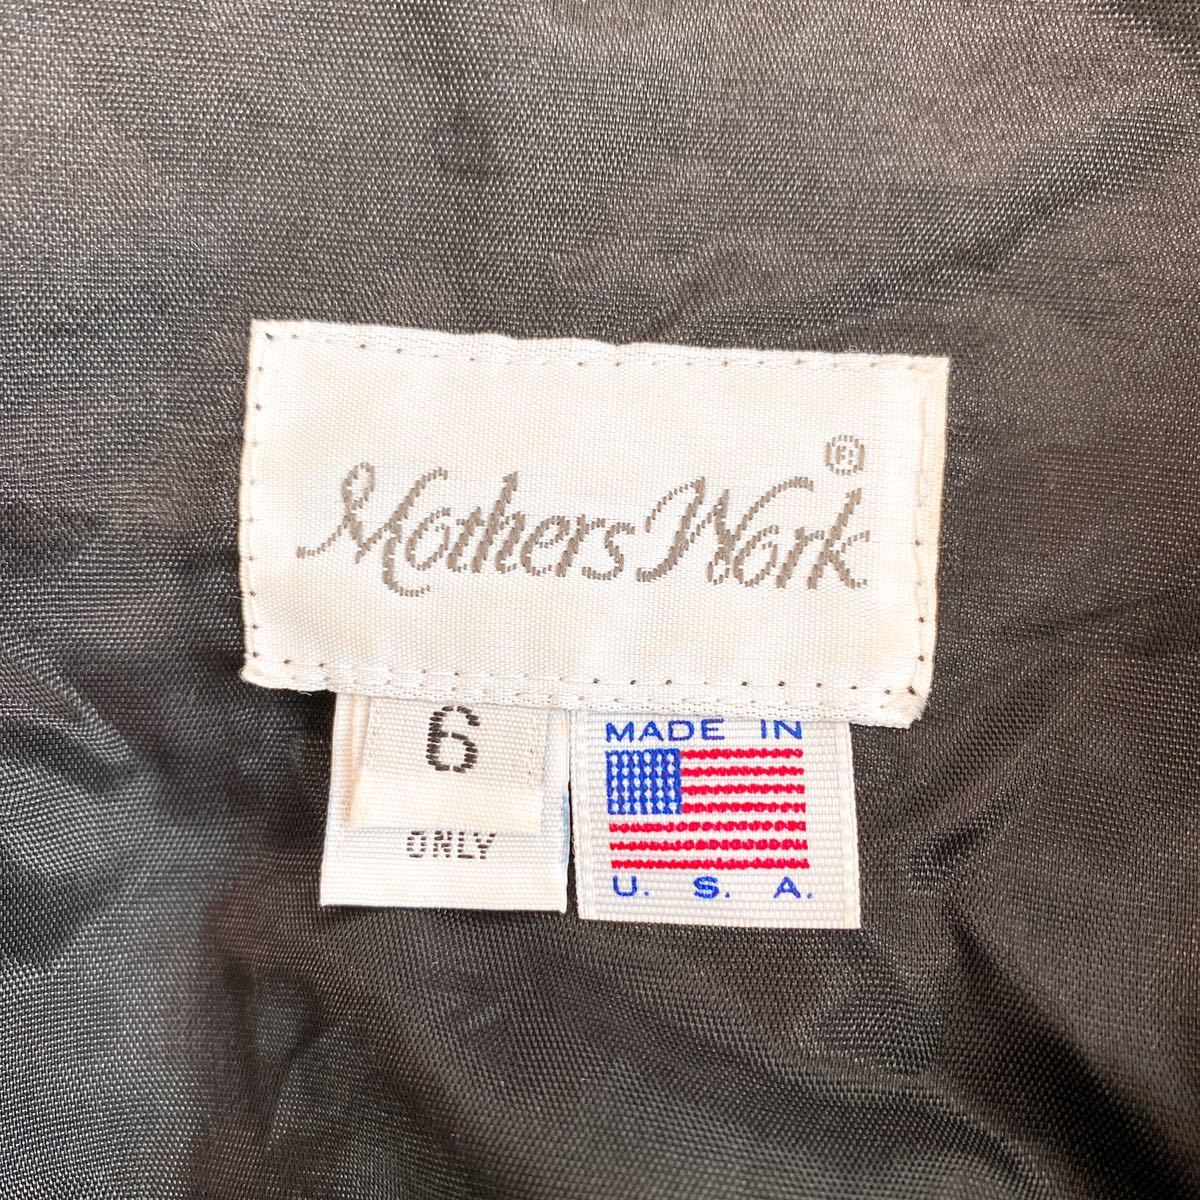 Mothers Work®
6
ONLY
MADE IN
U. S. A.